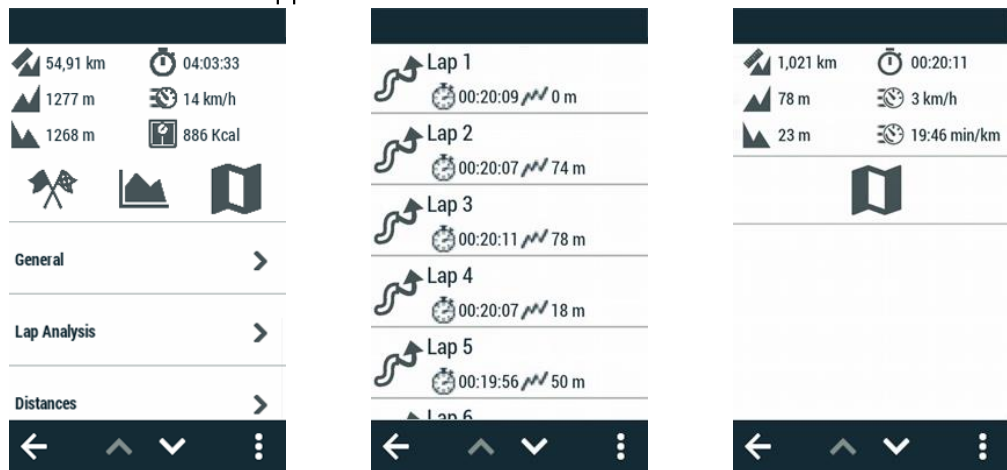 54,91 km 04:03:33
1277 m 14 km/h
1268 m 886 Kcal
General
Lap Analysis
Distances
Lap 1
00:20:09 0 m
Lap 2
00:20:07 74 m
Lap 3
00:20:11 78 m
Lap 4
00:20:07 18 m
Lap 5
00:19:56 50 m
Lap 6
1,021 km 00:20:11
78 m 3 km/h
23 m 19:46 min/km